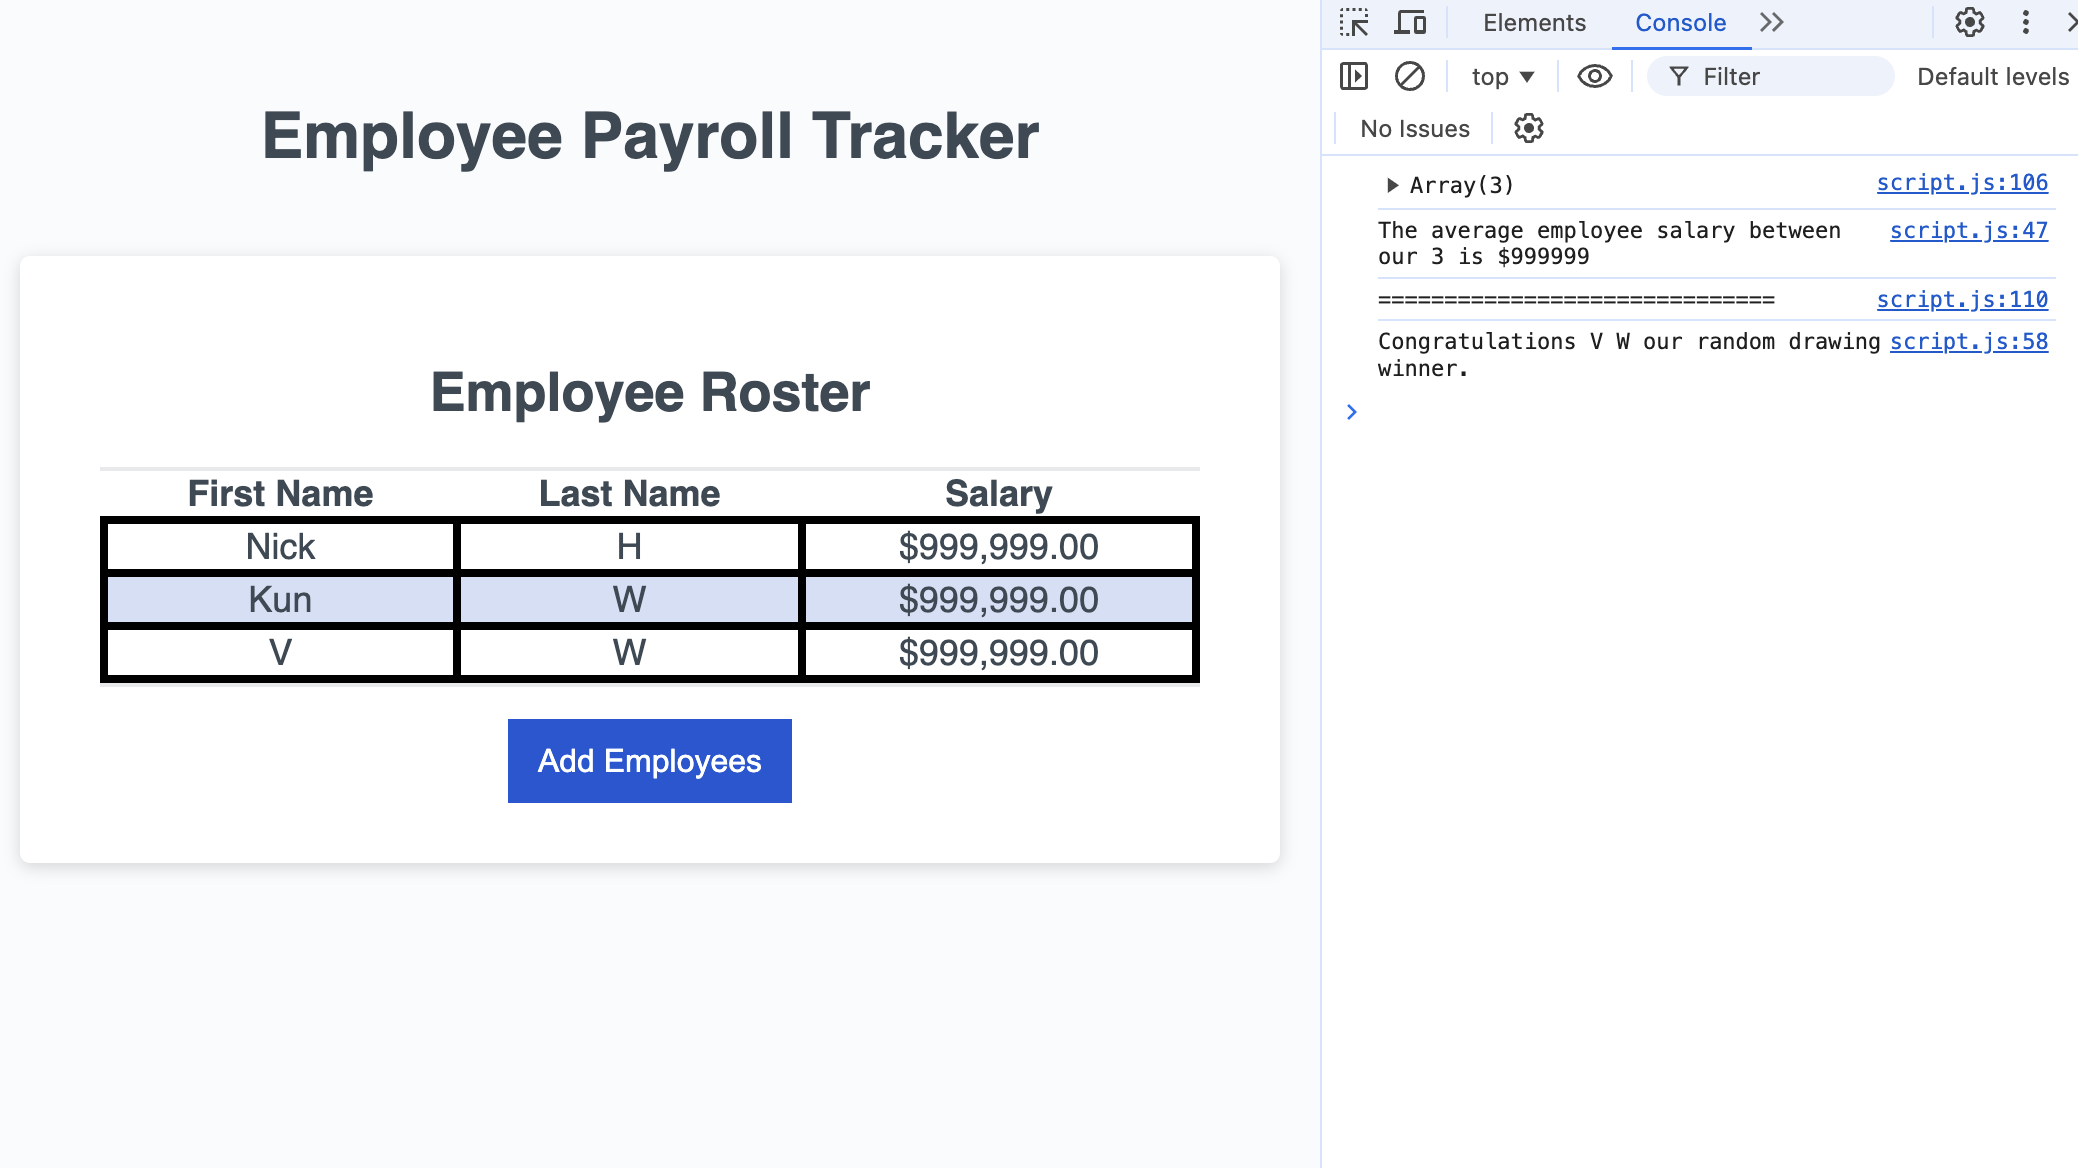 Employee Payroll Tracker
Employee Roster
First Name Last Name Salary
Nick H $999,999.00
Kun W $999,999.00
V W $999,999.00
Add Employees
Elements Console
top Filter Default levels
No Issues
Array(3) script.js:106
The average employee salary between script.js:47
our 3 is $999999
============================== script.js:110
Congratulations V W our random drawing script.js:58
winner.